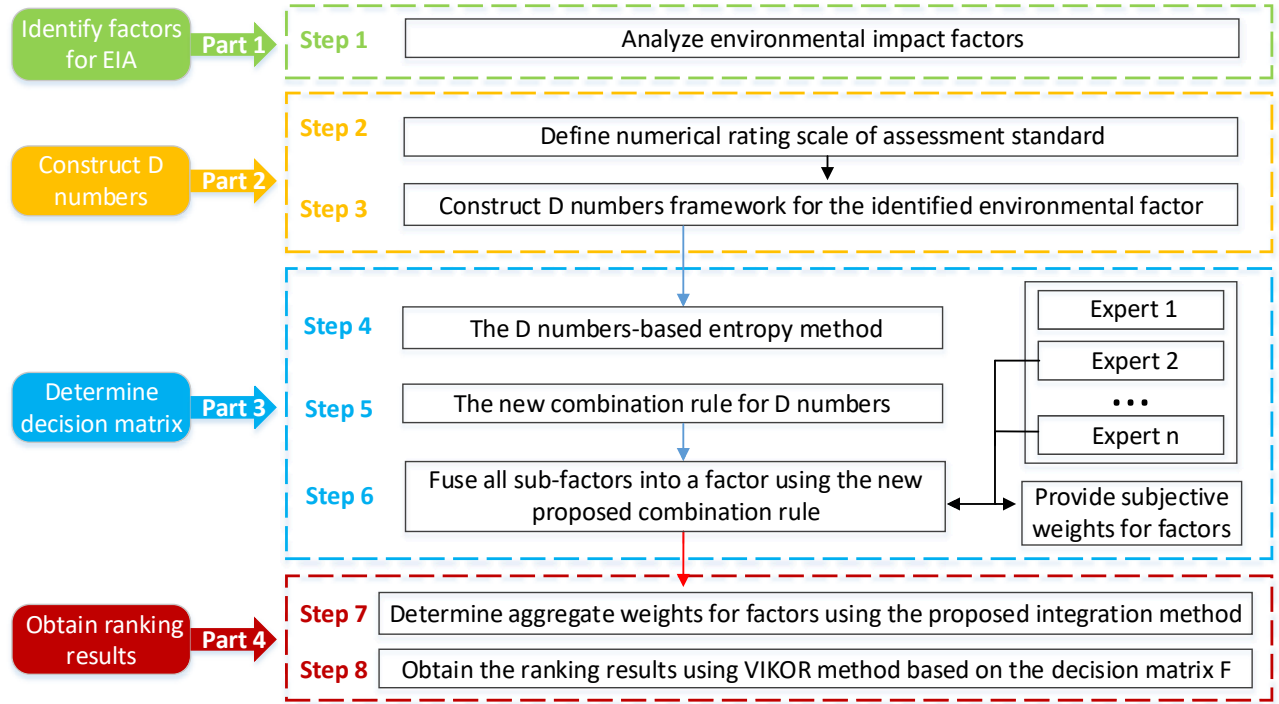 Identify factors
for EIA
Part 1
Step 1
Analyze environmental impact factors
Construct D
numbers
Part 2
Step 2
Define numerical rating scale of assessment standard
Step 3
Construct D numbers framework for the identified environmental factor
Determine
decision matrix
Part 3
Step 4
The D numbers-based entropy method
Step 5
The new combination rule for D numbers
Step 6
Fuse all sub-factors into a factor using the new
proposed combination rule
Expert 1
Expert 2
...
Expert n
Provide subjective
weights for factors
Obtain ranking
results
Part 4
Step 7
Determine aggregate weights for factors using the proposed integration method
Step 8
Obtain the ranking results using VIKOR method based on the decision matrix F